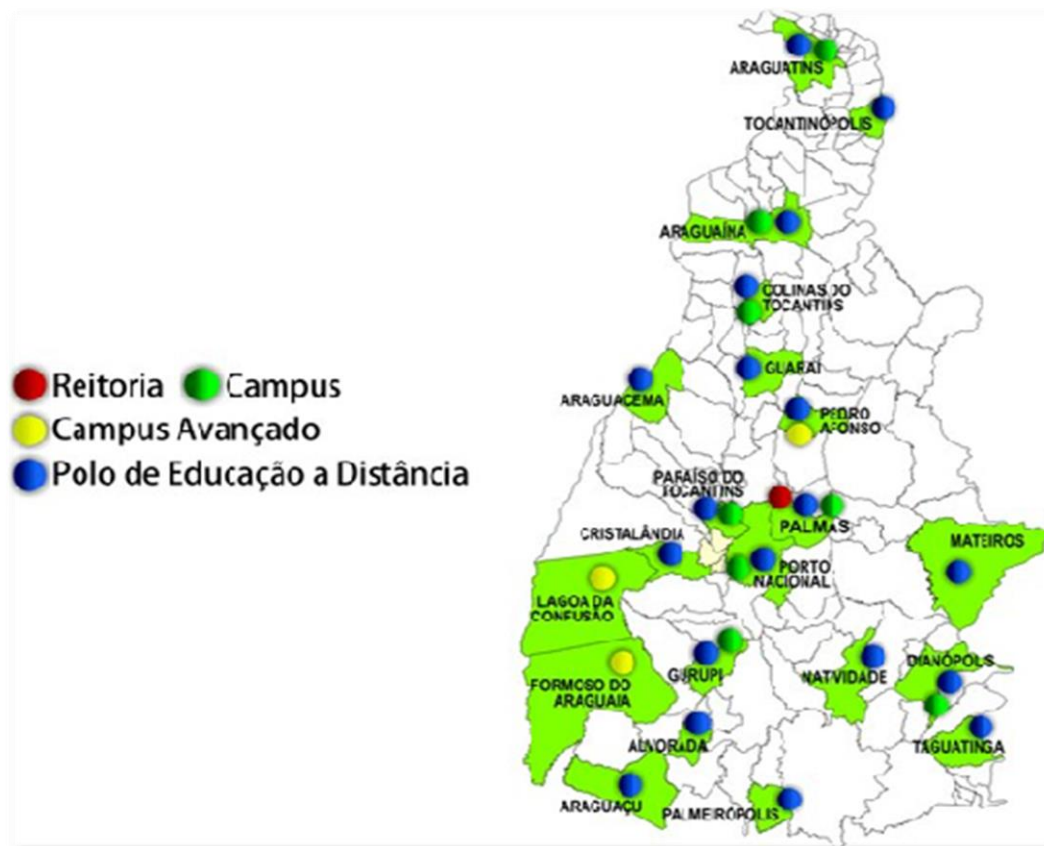 ARAGUATINS
TOCANTINÓPOLIS
ARAGUAÍNA
COLINAS DO
TOCANTINS
GUARAÍ
ARAGUACEMA
PEDRO
AFONSO
Reitoria
Campus
Campus Avançado
Polo de Educação a Distância
PARAÍSO DO
TOCANTINS
PALMAS
CRISTALÂNDIA
MATEIROS
PORTO
NACIONAL
LAGOA DA
CONFUSÃO
GURUPI
NATIVIDADE
DIANÓPOLIS
FORMOSO DO
ARAGUAIA
ALVORADA
TAGUATINGA
ARAGUAÇU
PALMEIRÓPOLIS